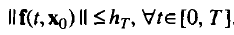 ‖f(t, x₀)‖ ≤ h_T, ∀t∈[0, T].